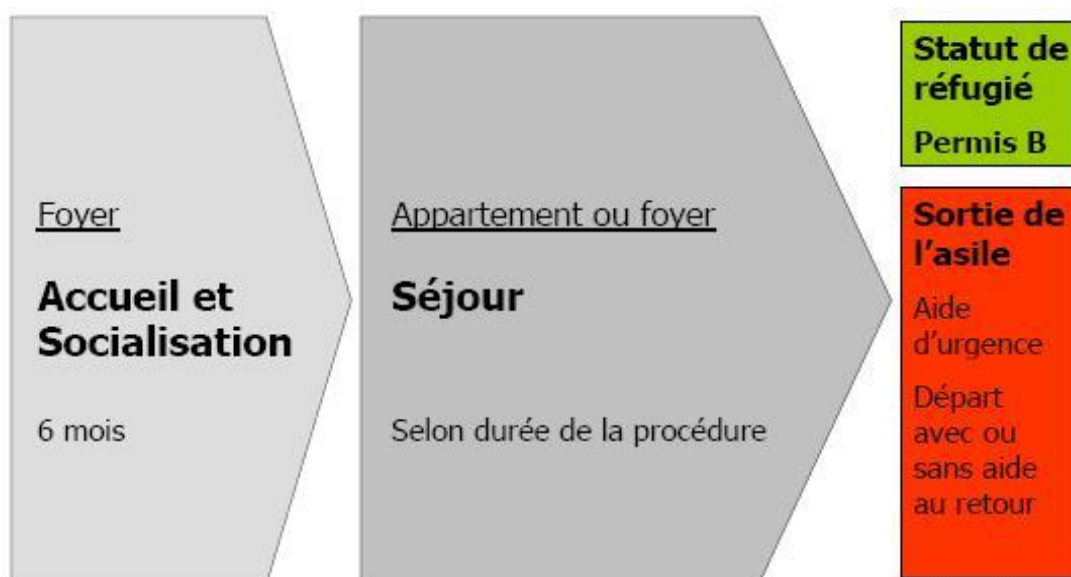 Foyer
Accueil et
Socialisation
6 mois
Appartement ou foyer
Séjour
Selon durée de la procédure
Statut de
réfugié
Permis B
Sortie de
l'asile
Aide
d'urgence
Départ
avec ou
sans aide
au retour